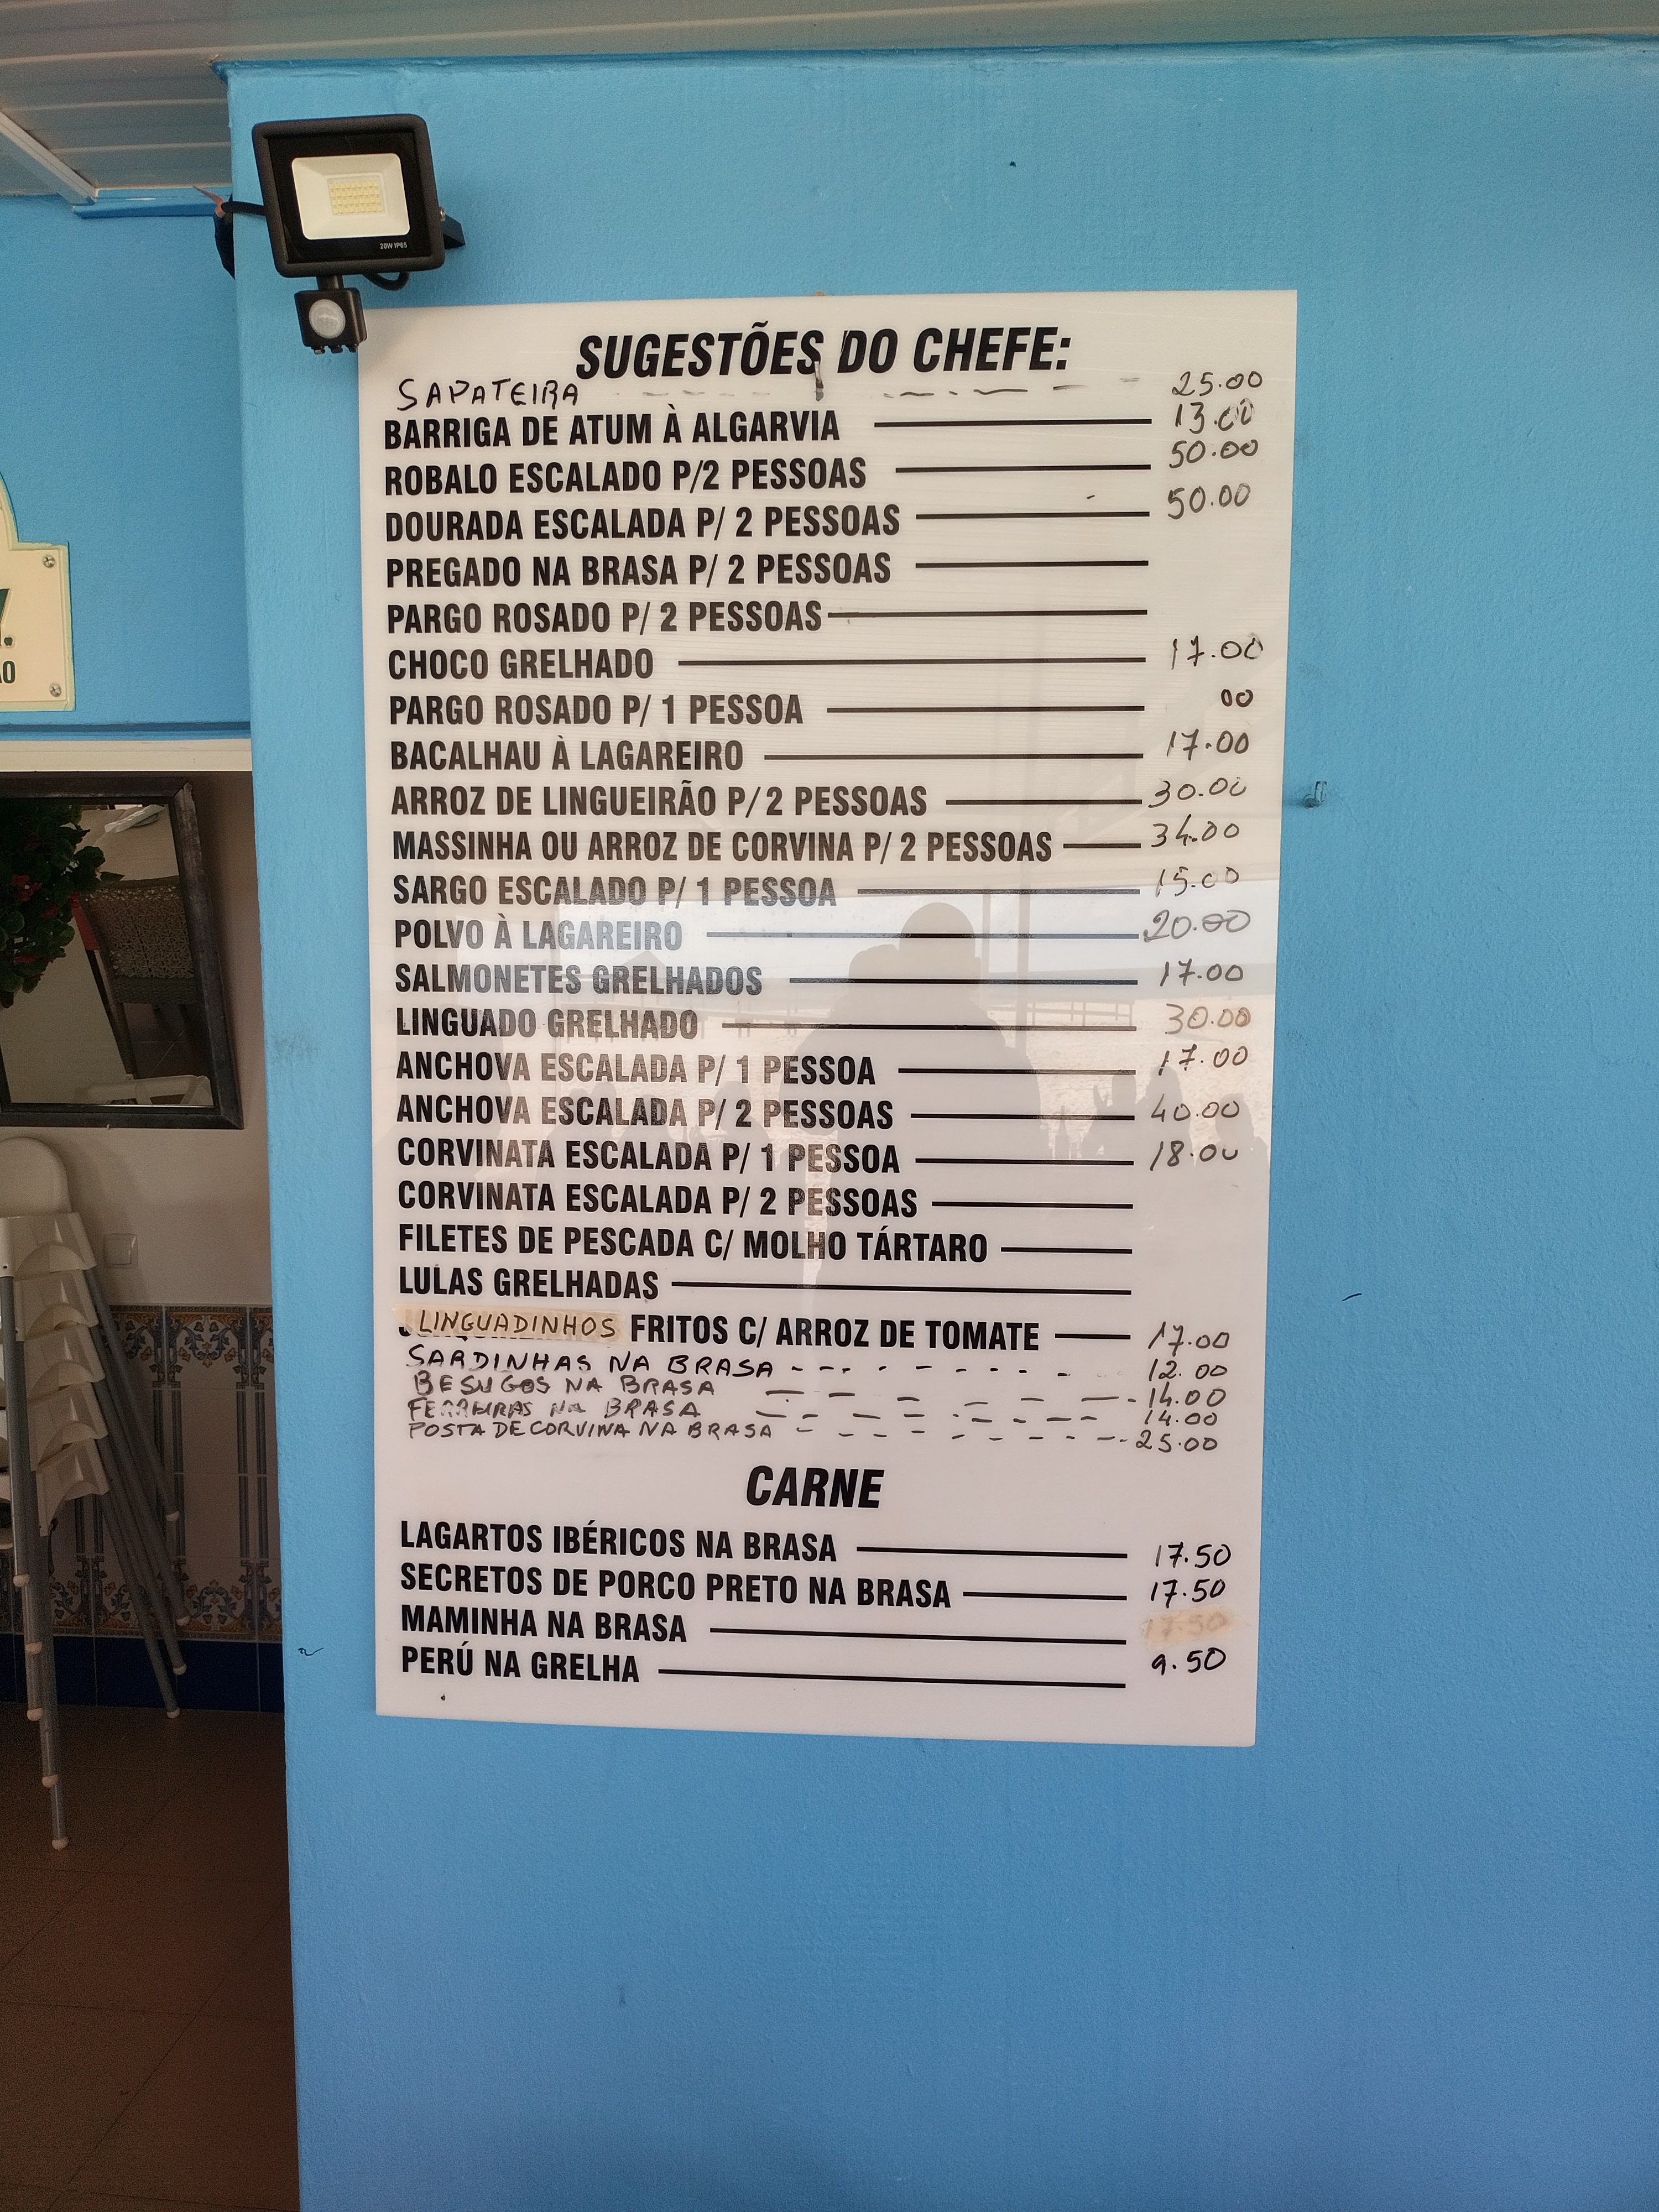 20W IP65
SUGESTÕES DO CHEFE:
SAPATEIRA 25.00
BARRIGA DE ATUM À ALGARVIA 13.00
ROBALO ESCALADO P/2 PESSOAS 50.00
DOURADA ESCALADA P/ 2 PESSOAS 50.00
PREGADO NA BRASA P/ 2 PESSOAS
PARGO ROSADO P/ 2 PESSOAS
CHOCO GRELHADO 17.00
PARGO ROSADO P/ 1 PESSOA 00
BACALHAU À LAGAREIRO 17.00
ARROZ DE LINGUEIRÃO P/ 2 PESSOAS 30.00
MASSINHA OU ARROZ DE CORVINA P/ 2 PESSOAS 34.00
SARGO ESCALADO P/ 1 PESSOA 15.00
POLVO À LAGAREIRO 20.00
SALMONETES GRELHADOS 17.00
LINGUADO GRELHADO 30.00
ANCHOVA ESCALADA P/ 1 PESSOA 17.00
ANCHOVA ESCALADA P/ 2 PESSOAS 40.00
CORVINATA ESCALADA P/ 1 PESSOA 18.00
CORVINATA ESCALADA P/ 2 PESSOAS
FILETES DE PESCADA C/ MOLHO TÁRTARO
LULAS GRELHADAS
LINGUADINHOS FRITOS C/ ARROZ DE TOMATE 17.00
SARDINHAS NA BRASA 12.00
BESUGOS NA BRASA 14.00
FERREIRAS NA BRASA 14.00
POSTA DE CORVINA NA BRASA 25.00
CARNE
LAGARTOS IBÉRICOS NA BRASA 17.50
SECRETOS DE PORCO PRETO NA BRASA 17.50
MAMINHA NA BRASA 17.50
PERÚ NA GRELHA 9.50